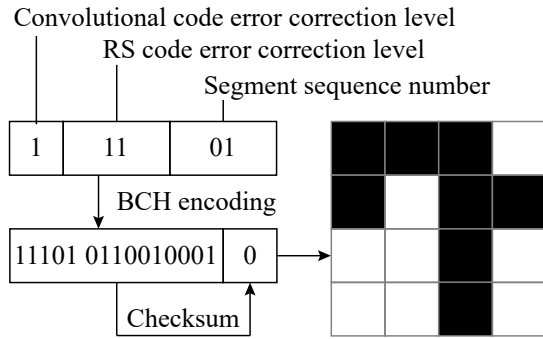 Convolutional code error correction level
RS code error correction level
Segment sequence number
1 11 01
BCH encoding
11101 0110010001 0
Checksum